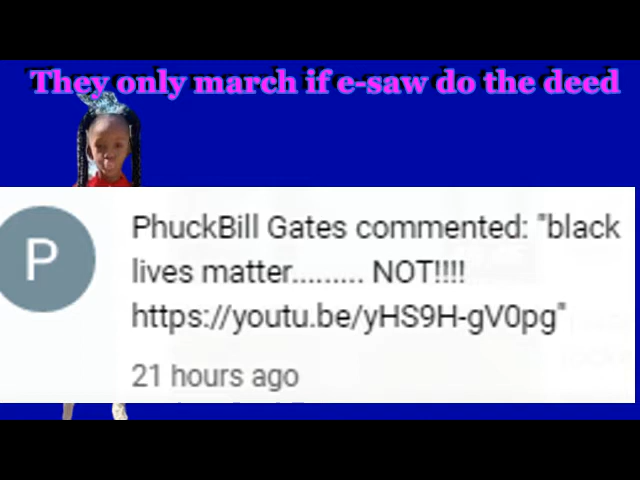 They only march if e-saw do the deed
P
PhuckBill Gates commented: "black
lives matter......... NOT!!!!
https://youtu.be/yHS9H-gV0pg"
21 hours ago